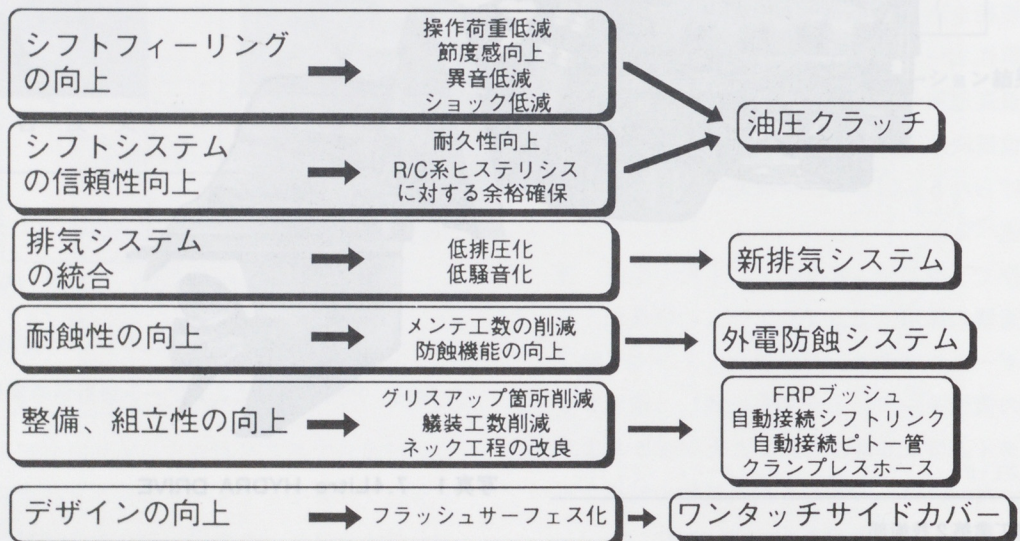 シフトフィーリング
の向上
操作荷重低減
節度感向上
異音低減
ショック低減
油圧クラッチ
シフトシステム
の信頼性向上
耐久性向上
R/C系ヒステリシス
に対する余裕確保
排気システム
の統合
低排圧化
低騒音化
新排気システム
耐蝕性の向上
メンテ工数の削減
防蝕機能の向上
外電防蝕システム
整備、組立性の向上
グリスアップ箇所削減
艤装工数削減
ネック工程の改良
FRPブッシュ
自動接続シフトリンク
自動接続ピトー管
クランプレスホース
デザインの向上
フラッシュサーフェス化
ワンタッチサイドカバー